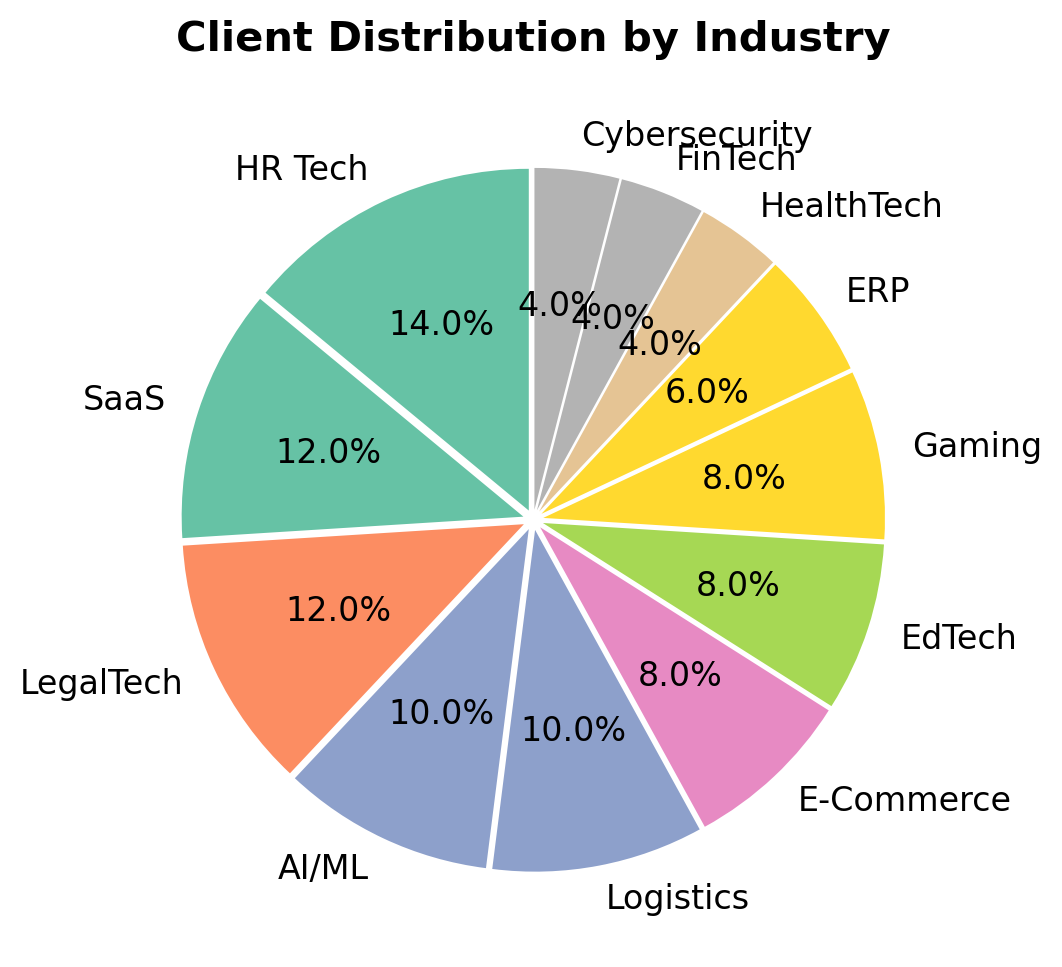 Client Distribution by Industry
Cybersecurity
FinTech
HR Tech
HealthTech
ERP
4.0%
4.0%
14.0%
4.0%
6.0%
SaaS
Gaming
12.0%
8.0%
8.0%
12.0%
EdTech
8.0%
LegalTech
10.0%
10.0%
E-Commerce
AI/ML
Logistics